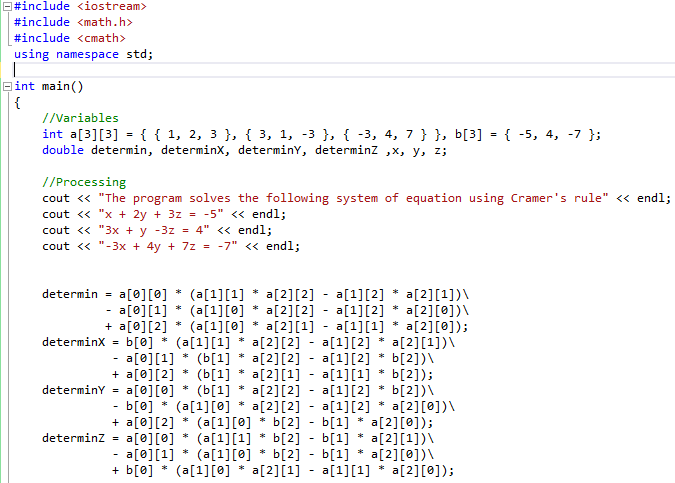 #include <iostream>
#include <math.h>
#include <cmath>
using namespace std;
int main()
{
//Variables
int a[3][3] = { { 1, 2, 3 }, { 3, 1, -3 }, { -3, 4, 7 } }, b[3] = { -5, 4, -7 };
double determin, determinX, determinY, determinZ ,x, y, z;
//Processing
cout << "The program solves the following system of equation using Cramer's rule" << endl;
cout << "x + 2y + 3z = -5" << endl;
cout << "3x + y -3z = 4" << endl;
cout << "-3x + 4y + 7z = -7" << endl;
determin = a[0][0] * (a[1][1] * a[2][2] - a[1][2] * a[2][1])\
- a[0][1] * (a[1][0] * a[2][2] - a[1][2] * a[2][0])\
+ a[0][2] * (a[1][0] * a[2][1] - a[1][1] * a[2][0]);
determinX = b[0] * (a[1][1] * a[2][2] - a[1][2] * a[2][1])\
- a[0][1] * (b[1] * a[2][2] - a[1][2] * b[2])\
+ a[0][2] * (b[1] * a[2][1] - a[1][1] * b[2]);
determinY = a[0][0] * (b[1] * a[2][2] - a[1][2] * b[2])\
- b[0] * (a[1][0] * a[2][2] - a[1][2] * a[2][0])\
+ a[0][2] * (a[1][0] * b[2] - b[1] * a[2][0]);
determinZ = a[0][0] * (a[1][1] * b[2] - b[1] * a[2][1])\
- a[0][1] * (a[1][0] * b[2] - b[1] * a[2][0])\
+ b[0] * (a[1][0] * a[2][1] - a[1][1] * a[2][0]);